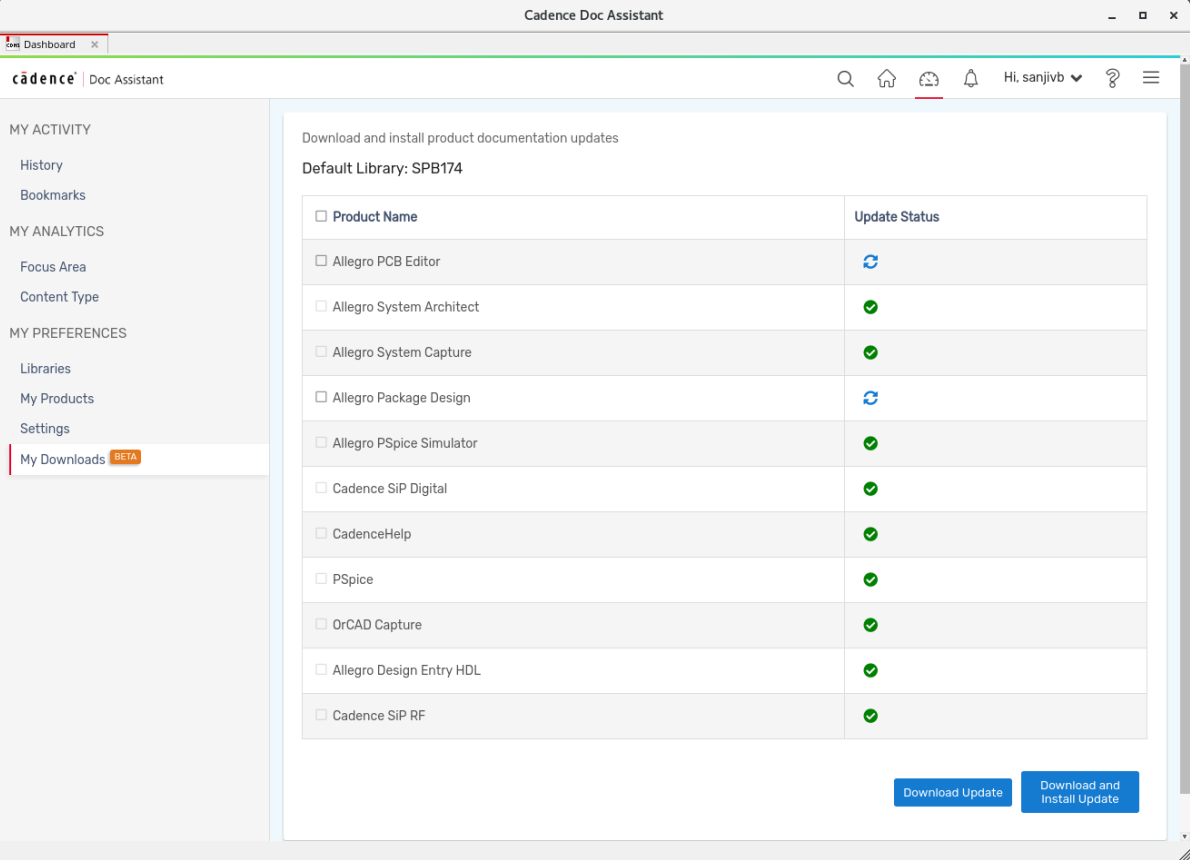 Cadence Doc Assistant
Dashboard
cādence Doc Assistant
Hi, sanjivb
MY ACTIVITY
History
Bookmarks
MY ANALYTICS
Focus Area
Content Type
MY PREFERENCES
Libraries
My Products
Settings
My Downloads BETA
Download and install product documentation updates
Default Library: SPB174
Product Name Update Status
Allegro PCB Editor
Allegro System Architect
Allegro System Capture
Allegro Package Design
Allegro PSpice Simulator
Cadence SiP Digital
CadenceHelp
PSpice
OrCAD Capture
Allegro Design Entry HDL
Cadence SiP RF
Download Update
Download and
Install Update